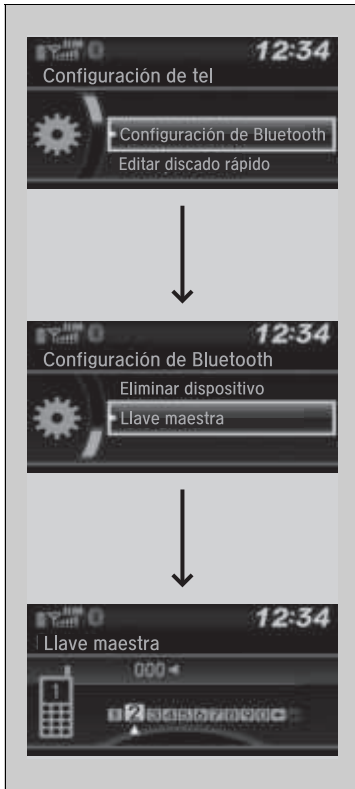 12:34
Configuración de tel
Configuración de Bluetooth
Editar discado rápido
12:34
Configuración de Bluetooth
Eliminar dispositivo
Llave maestra
12:34
Llave maestra
000
1
1234567890